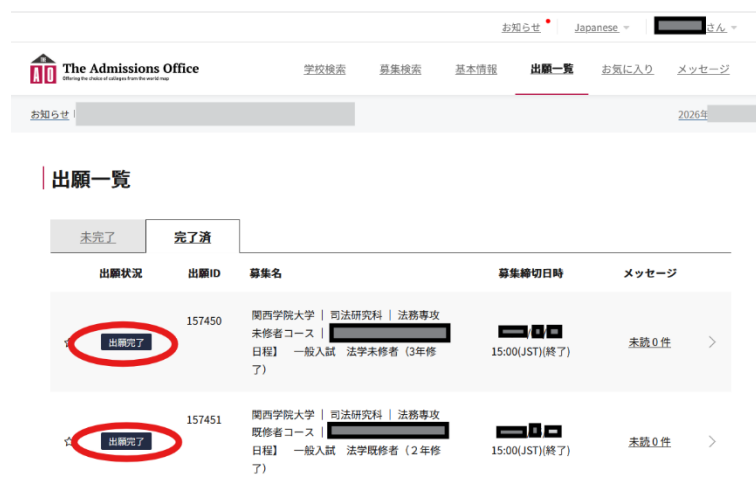 お知らせ Japanese さん
The Admissions Office
Offering the choice of colleges from the world map
学校検索 募集検索 基本情報 出願一覧 お気に入り メッセージ
お知らせ 2026年
出願一覧
未完了 完了済
出願状況 出願ID 募集名 募集締切日時 メッセージ
157450
関西学院大学 | 司法研究科 | 法務専攻
未修者コース |
日程】 一般入試 法学未修者（3年修
了）
出願完了
15:00(JST)(終了)
未読 0 件
157451
関西学院大学 | 司法研究科 | 法務専攻
既修者コース |
日程】 一般入試 法学既修者（２年修
了）
出願完了
15:00(JST)(終了)
未読 0 件